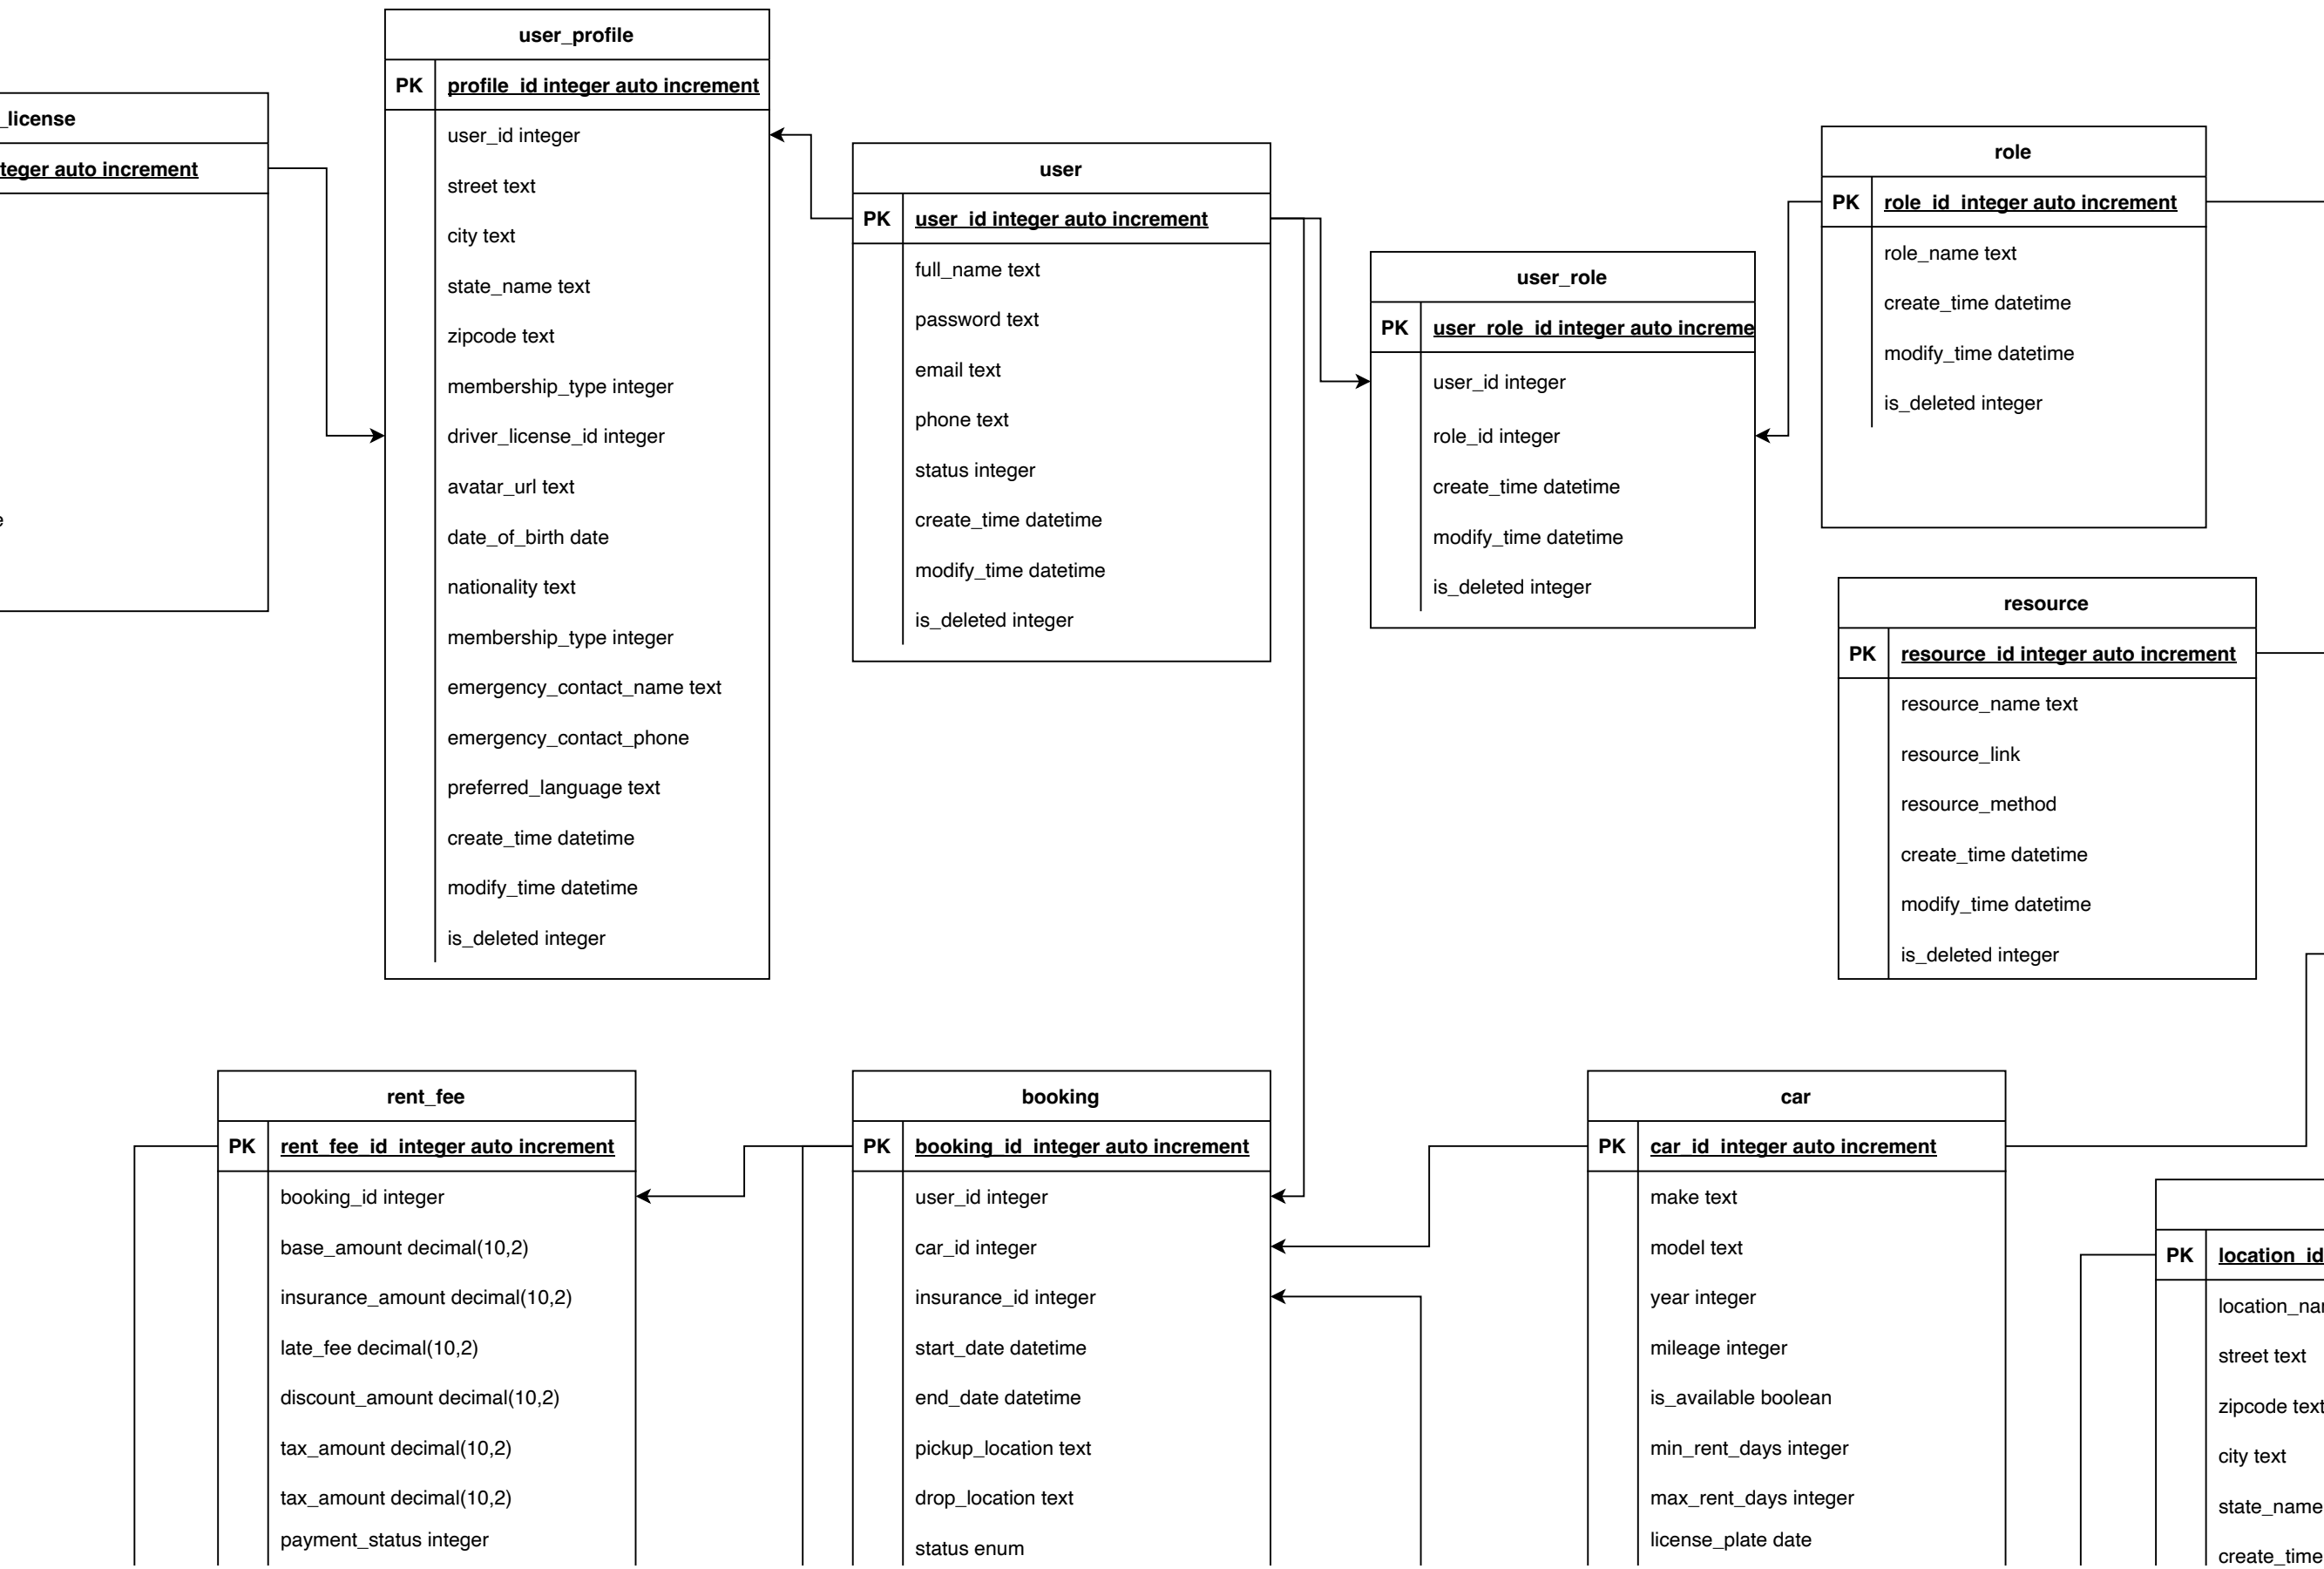 user_profile
PK profile_id integer auto increment
user_id integer
street text
city text
state_name text
zipcode text
membership_type integer
driver_license_id integer
avatar_url text
date_of_birth date
nationality text
membership_type integer
emergency_contact_name text
emergency_contact_phone
preferred_language text
create_time datetime
modify_time datetime
is_deleted integer
_license
teger auto increment
e
user
PK user_id integer auto increment
full_name text
password text
email text
phone text
status integer
create_time datetime
modify_time datetime
is_deleted integer
user_role
PK user_role_id integer auto increme
user_id integer
role_id integer
create_time datetime
modify_time datetime
is_deleted integer
role
PK role_id integer auto increment
role_name text
create_time datetime
modify_time datetime
is_deleted integer
resource
PK resource_id integer auto increment
resource_name text
resource_link
resource_method
create_time datetime
modify_time datetime
is_deleted integer
rent_fee
PK rent_fee_id integer auto increment
booking_id integer
base_amount decimal(10,2)
insurance_amount decimal(10,2)
late_fee decimal(10,2)
discount_amount decimal(10,2)
tax_amount decimal(10,2)
tax_amount decimal(10,2)
payment_status integer
booking
PK booking_id integer auto increment
user_id integer
car_id integer
insurance_id integer
start_date datetime
end_date datetime
pickup_location text
drop_location text
status enum
car
PK car_id integer auto increment
make text
model text
year integer
mileage integer
is_available boolean
min_rent_days integer
max_rent_days integer
license_plate date
PK location_id
location_nar
street text
zipcode text
city text
state_name
create_time